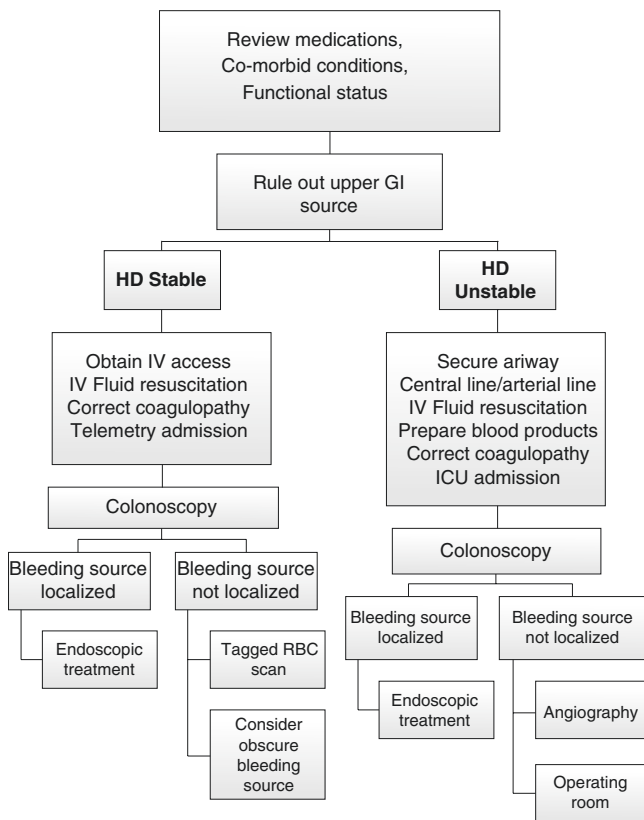 Review medications,
Co-morbid conditions,
Functional status
Rule out upper GI
source
HD Stable
Obtain IV access
IV Fluid resuscitation
Correct coagulopathy
Telemetry admission
Colonoscopy
Bleeding source
localized
Endoscopic
treatment
Bleeding source
not localized
Tagged RBC
scan
Consider
obscure
bleeding
source
HD
Unstable
Secure ariway
Central line/arterial line
IV Fluid resuscitation
Prepare blood products
Correct coagulopathy
ICU admission
Colonoscopy
Bleeding source
localized
Endoscopic
treatment
Bleeding source
not localized
Angiography
Operating
room